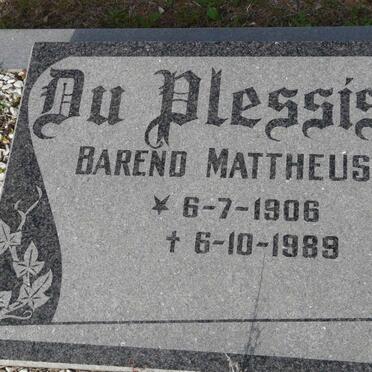 Du Plessis
BAREND MATTHEUS
* 6-7-1906
† 6-10-1989